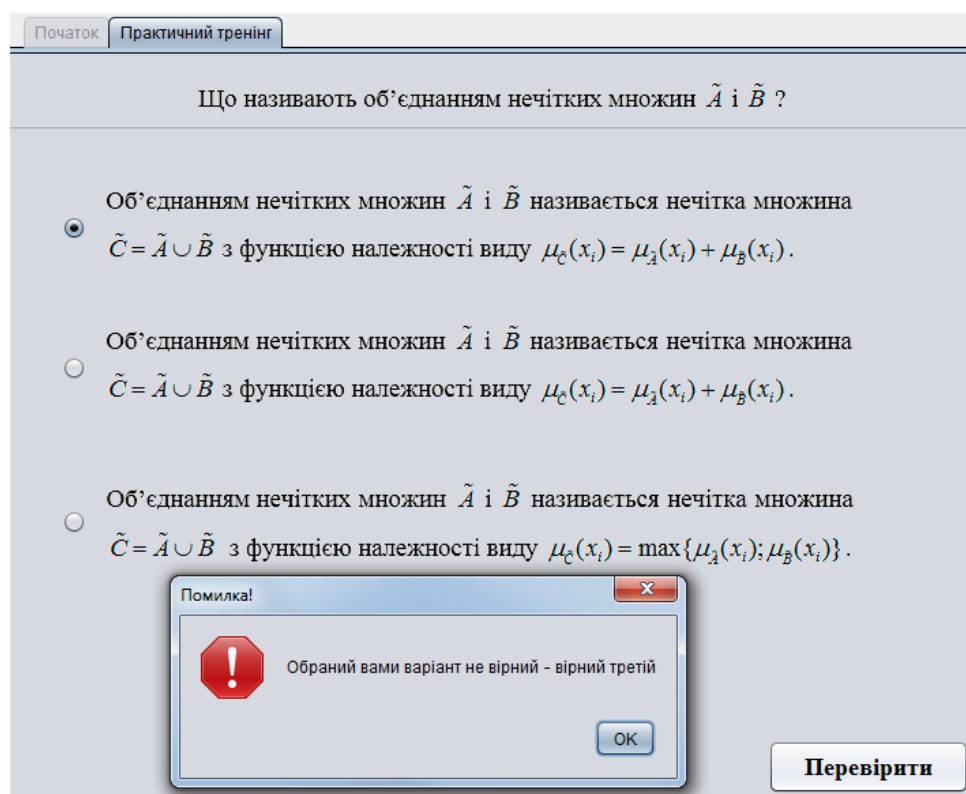 Початок Практичний тренінг
Що називають об’єднанням нечітких множин Ã і B̃ ?
Об’єднанням нечітких множин Ã і B̃ називається нечітка множина
C̃ = Ã ∪ B̃ з функцією належності виду μ_C̃(x_i) = μ_Ã(x_i) + μ_B̃(x_i).
Об’єднанням нечітких множин Ã і B̃ називається нечітка множина
C̃ = Ã ∪ B̃ з функцією належності виду μ_C̃(x_i) = μ_Ã(x_i) + μ_B̃(x_i).
Об’єднанням нечітких множин Ã і B̃ називається нечітка множина
C̃ = Ã ∪ B̃ з функцією належності виду μ_C̃(x_i) = max{μ_Ã(x_i); μ_B̃(x_i)}.
Помилка!
Обраний вами варіант не вірний - вірний третій
OK
Перевірити